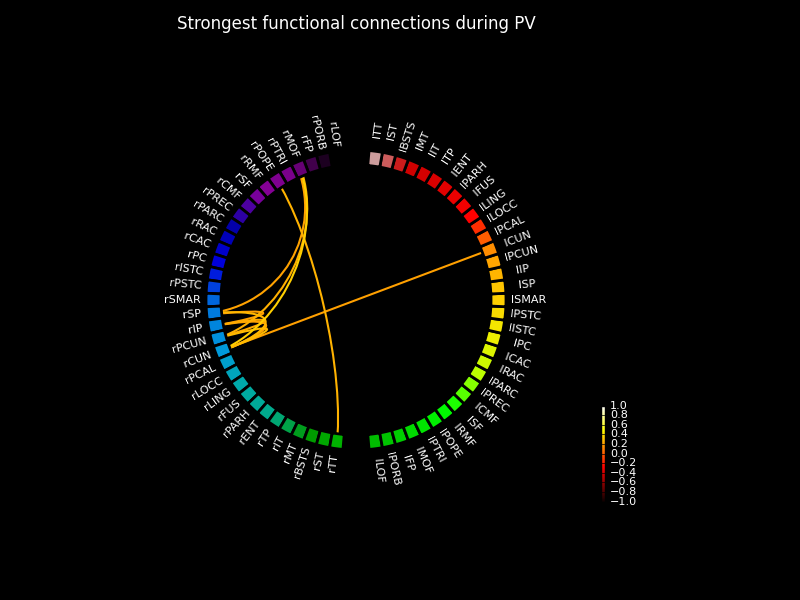 Strongest functional connections during PV
rLOF
rPORB
rFP
rMOF
rPTRI
rPOPE
rRMF
rSF
rCMF
rPREC
rPARC
rRAC
rCAC
rPC
rISTC
rPSTC
rSMAR
rSP
rIP
rPCUN
rCUN
rPCAL
rLOCC
rLING
rFUS
rPARH
rENT
rTP
rIT
rMT
rBSTS
rST
rTT
lTT
lST
lBSTS
lMT
lIT
lTP
lENT
lPARH
lFUS
lLING
lLOCC
lPCAL
lCUN
lPCUN
lIP
lSP
lSMAR
lPSTC
lISTC
lPC
lCAC
lRAC
lPARC
lPREC
lCMF
lSF
lRMF
lPOPE
lPTRI
lMOF
lFP
lPORB
lLOF
1.0
0.8
0.6
0.4
0.2
0.0
−0.2
−0.4
−0.6
−0.8
−1.0